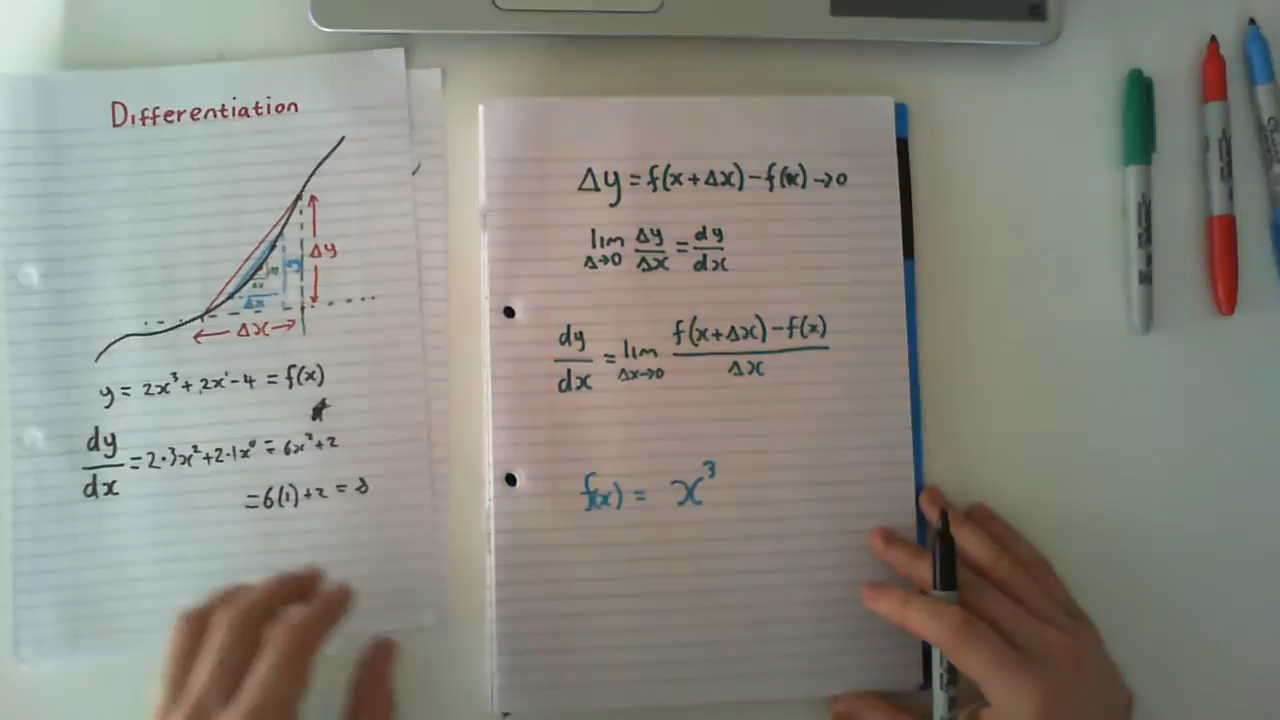 Differentiation
Δy
Δx
Δx
y = 2x³ + 2x¹ - 4 = f(x)
dy/dx = 2·3x² + 2·1x⁰ = 6x² + 2
= 6(1) + 2 = 8
Δy = f(x + Δx) - f(x) → 0
lim Δ→0 Δy/Δx = dy/dx
dy/dx = lim Δx→0 f(x+Δx) - f(x)/Δx
f(x) = x³